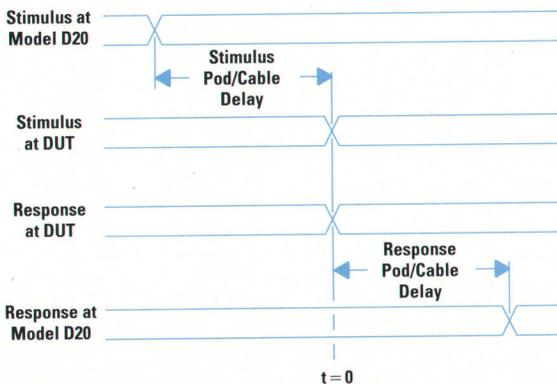 Stimulus at
Model D20
Stimulus
Pod/Cable
Delay
Stimulus
at DUT
Response
at DUT
Response
Pod/Cable
Delay
Response at
Model D20
t = 0